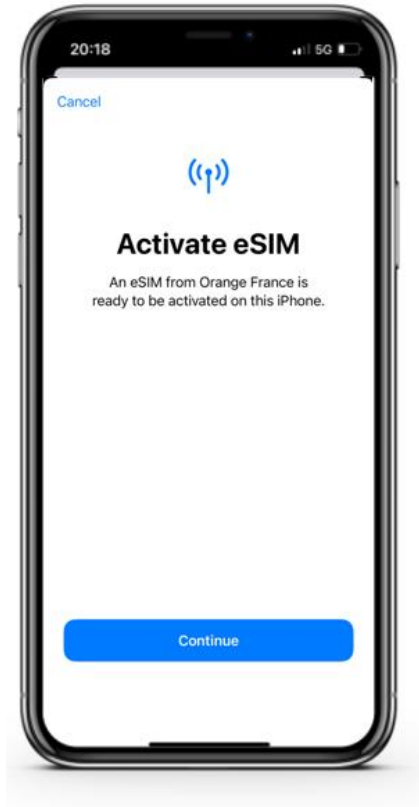 20:18
5G
Cancel
Activate eSIM
An eSIM from Orange France is
ready to be activated on this iPhone.
Continue